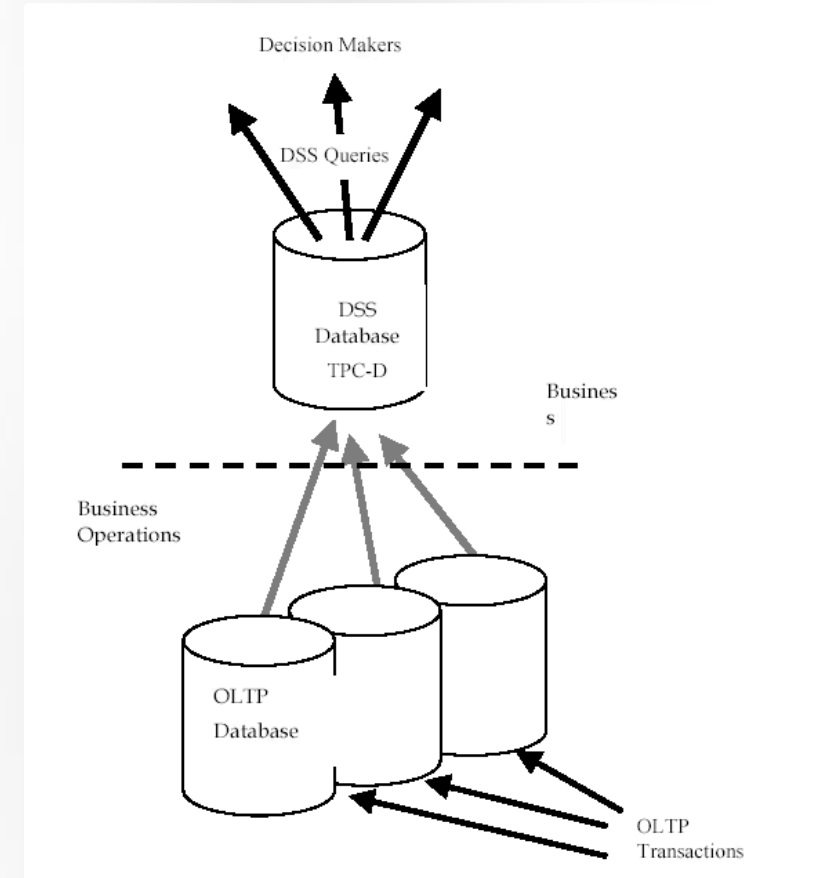 Decision Makers
DSS Queries
DSS
Database
TPC-D
Busines
s
Business
Operations
OLTP
Database
OLTP
Transactions